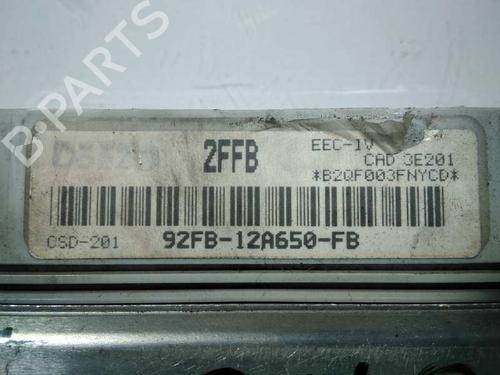 B-PARTS
2FFB
EEC-IV
CAD 3E201
*B2QF003FNYCD*
CSD-201
92FB-12A650-FB